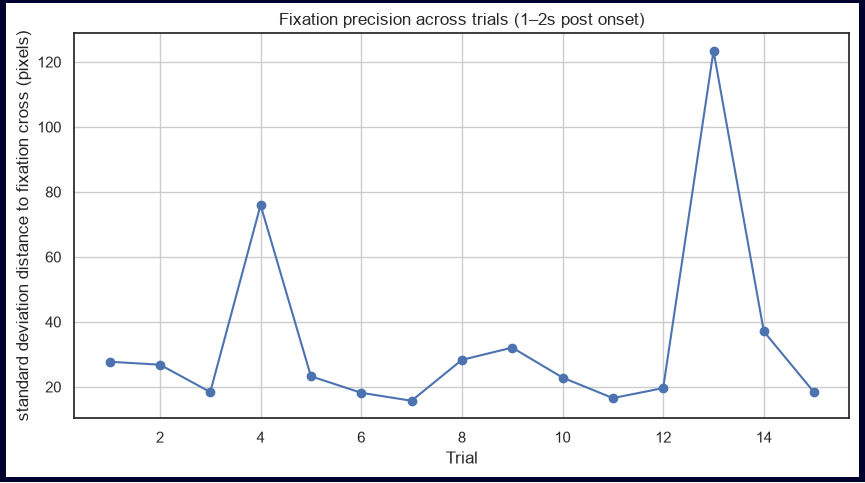 Fixation precision across trials (1–2s post onset)
standard deviation distance to fixation cross (pixels)
120
100
80
60
40
20
2 4 6 8 10 12 14
Trial